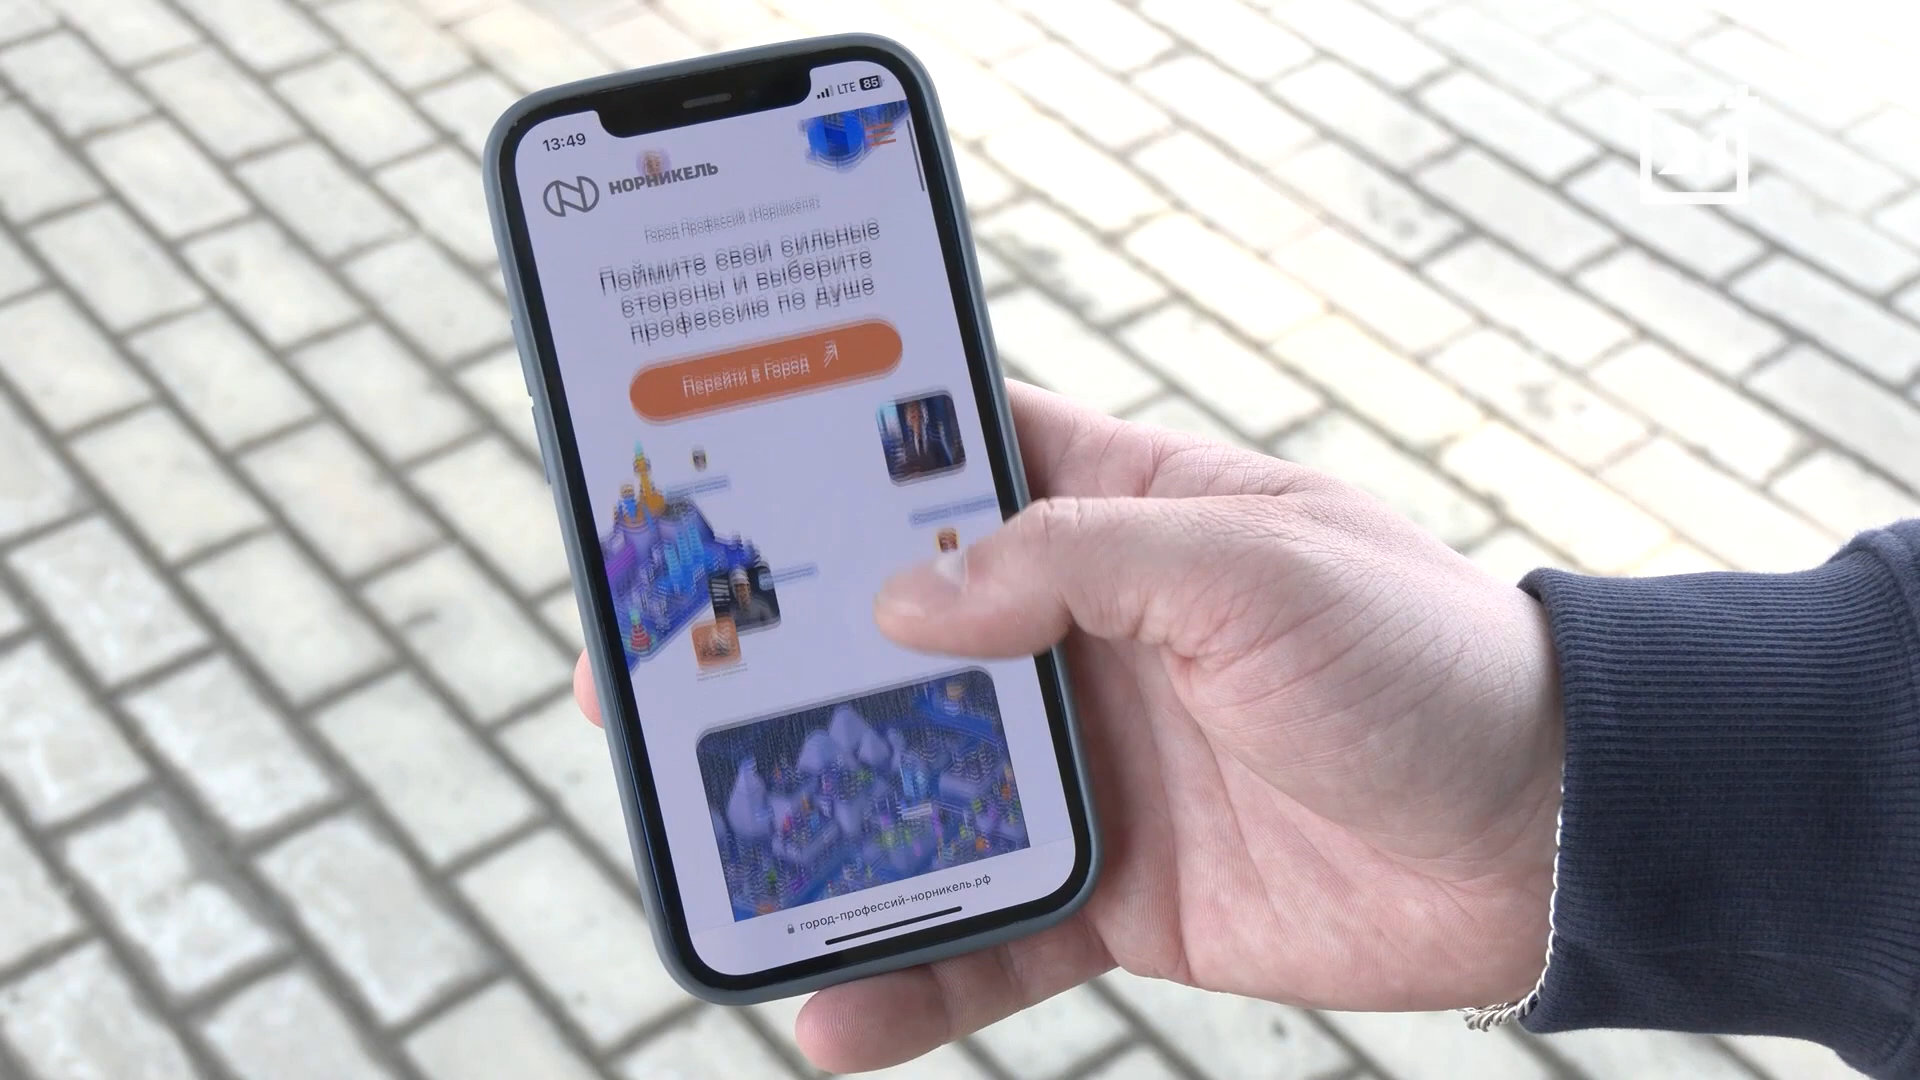 13:49
LTE 85
НОРНИКЕЛЬ
Город Профессий «Норникеля»
Поймите свои сильные
стороны и выберите
профессию по душе
Перейти в Город
город-профессий-норникель.рф